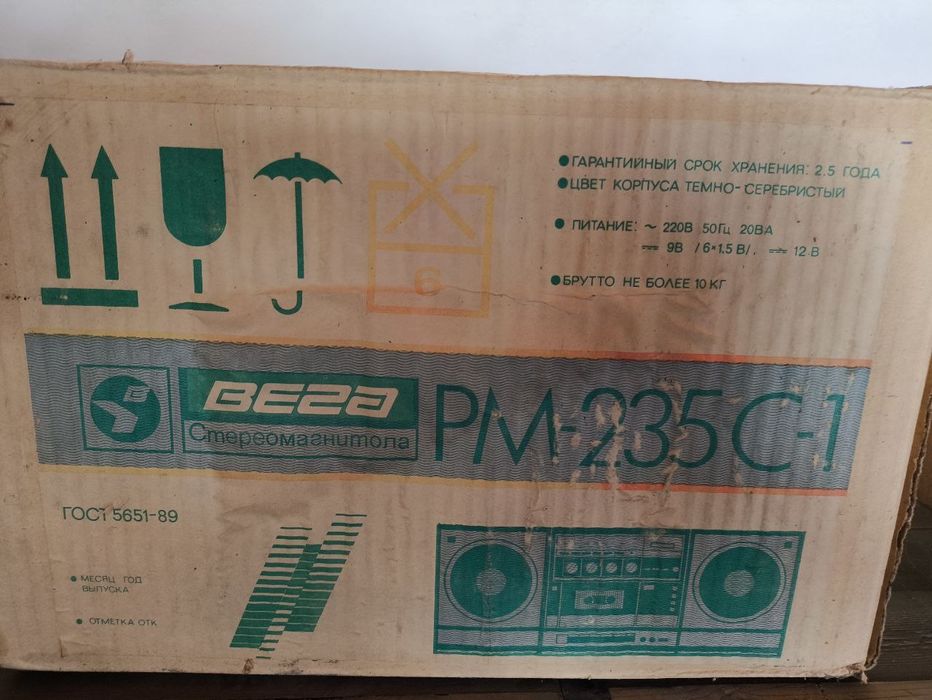 ● ГАРАНТИЙНЫЙ СРОК ХРАНЕНИЯ: 2.5 ГОДА
● ЦВЕТ КОРПУСА ТЕМНО-СЕРЕБРИСТЫЙ
● ПИТАНИЕ: ~ 220В 50Гц 20ВА
⎓ 9В /6×1.5 В/. ⎓ 12 В
● БРУТТО НЕ БОЛЕЕ 10 КГ
6
ВЕГА
Стереомагнитола
РМ-235С-1
ГОСТ 5651-89
● МЕСЯЦ ГОД
ВЫПУСКА
● ОТМЕТКА ОТК